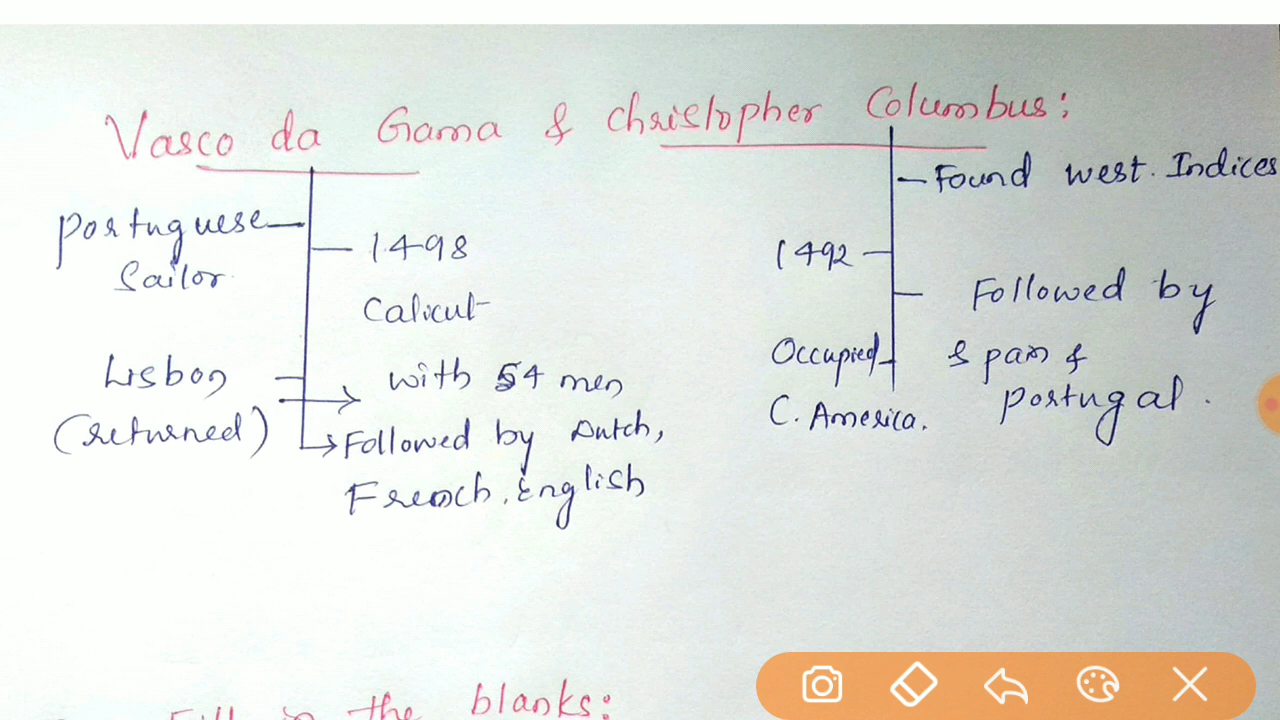 Vasco da Gama & christopher Columbus:
Portuguese
Sailor
1498
Calicut
Lisbon
(returned)
with 54 men
Followed by Dutch,
French, English
Found west. Indices
1492
Followed by
Spain &
Portugal.
Occupied
C. America.
Fill in the blanks: